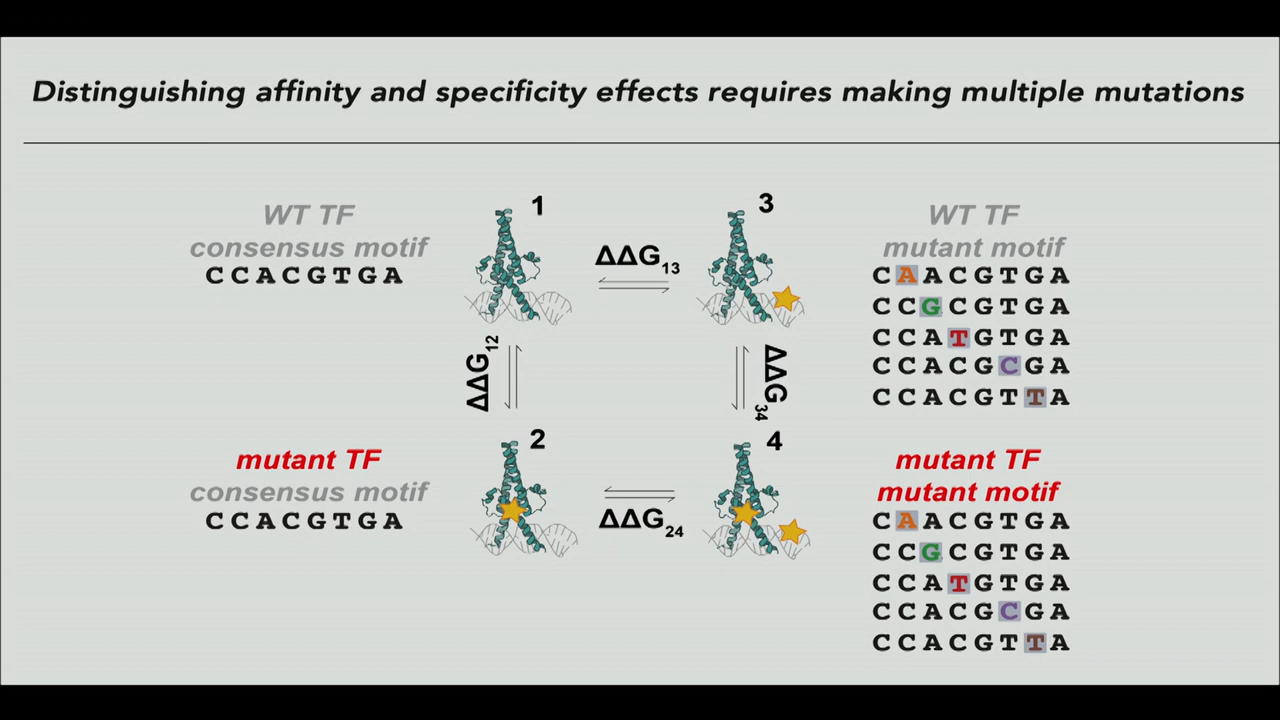 Distinguishing affinity and specificity effects requires making multiple mutations
WT TF
consensus motif
CCACGTGA
1
ΔΔG13
3
WT TF
mutant motif
CAACGTGA
CCGCGTGA
CCATGTGA
CCACGCGA
CCACGTTA
ΔΔG12
ΔΔG34
mutant TF
consensus motif
CCACGTGA
2
ΔΔG24
4
mutant TF
mutant motif
CAACGTGA
CCGCGTGA
CCATGTGA
CCACGCGA
CCACGTTA